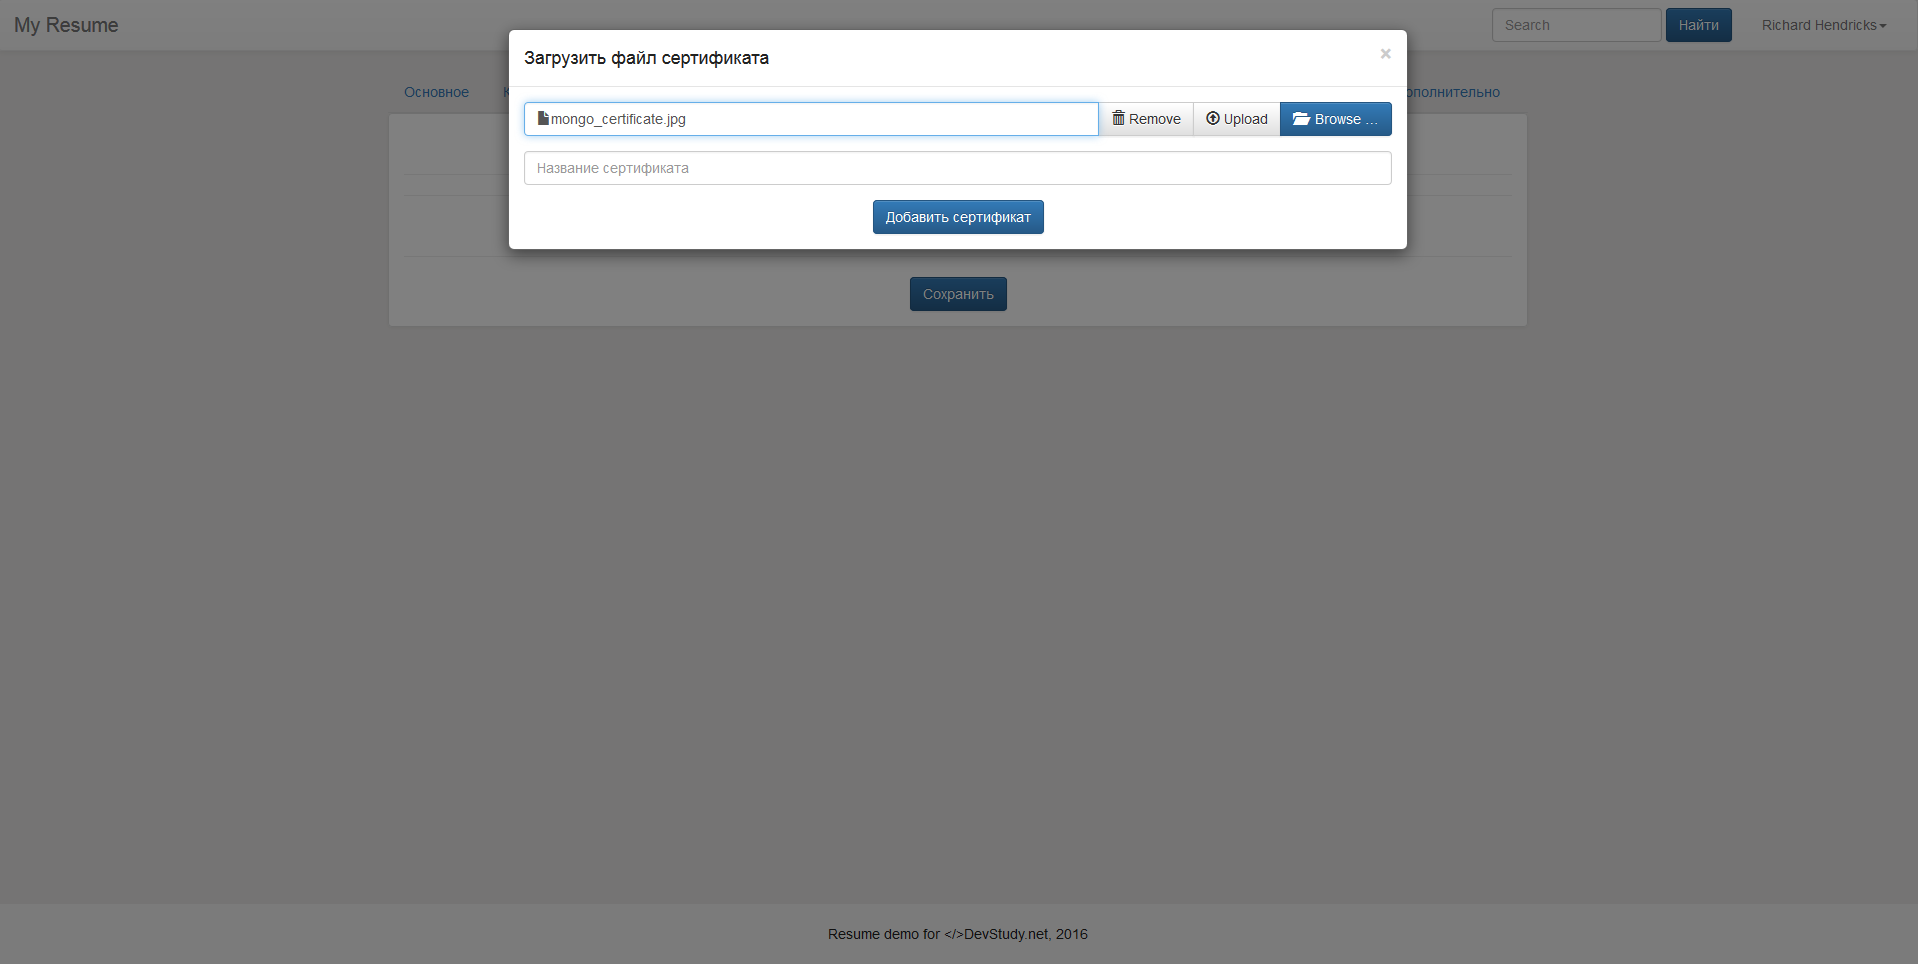 My Resume
Search
Найти
Richard Hendricks
Загрузить файл сертификата
×
Основное
mongo_certificate.jpg
Remove
Upload
Browse ...
Название сертификата
Добавить сертификат
Сохранить
Resume demo for </>DevStudy.net, 2016